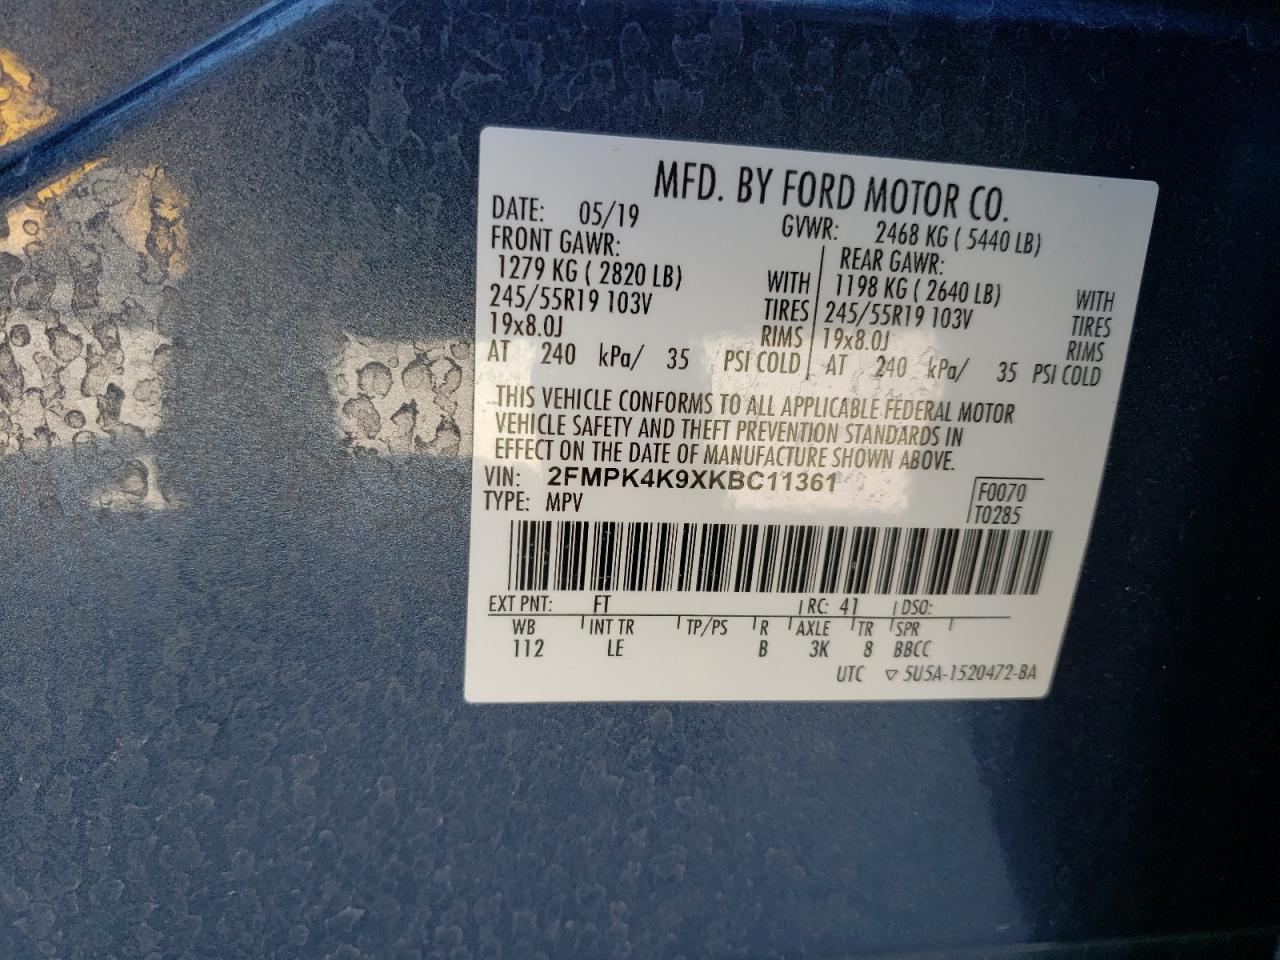 MFD. BY FORD MOTOR CO.
DATE: 05/19 GVWR: 2468 KG ( 5440 LB)
FRONT GAWR: REAR GAWR:
1279 KG ( 2820 LB) WITH 1198 KG ( 2640 LB) WITH
245/55R19 103V TIRES 245/55R19 103V TIRES
19x8.0J RIMS 19x8.0J RIMS
AT 240 kPa/ 35 PSI COLD AT 240 kPa/ 35 PSI COLD
THIS VEHICLE CONFORMS TO ALL APPLICABLE FEDERAL MOTOR
VEHICLE SAFETY AND THEFT PREVENTION STANDARDS IN
EFFECT ON THE DATE OF MANUFACTURE SHOWN ABOVE.
VIN: 2FMPK4K9XKBC11361 F0070
TYPE: MPV T0285
EXT PNT: FT RC: 41 DSO:
WB INT TR TP/PS R AXLE TR SPR
112 LE B 3K 8 BBCC
UTC ▽ 5U5A-1520472-BA